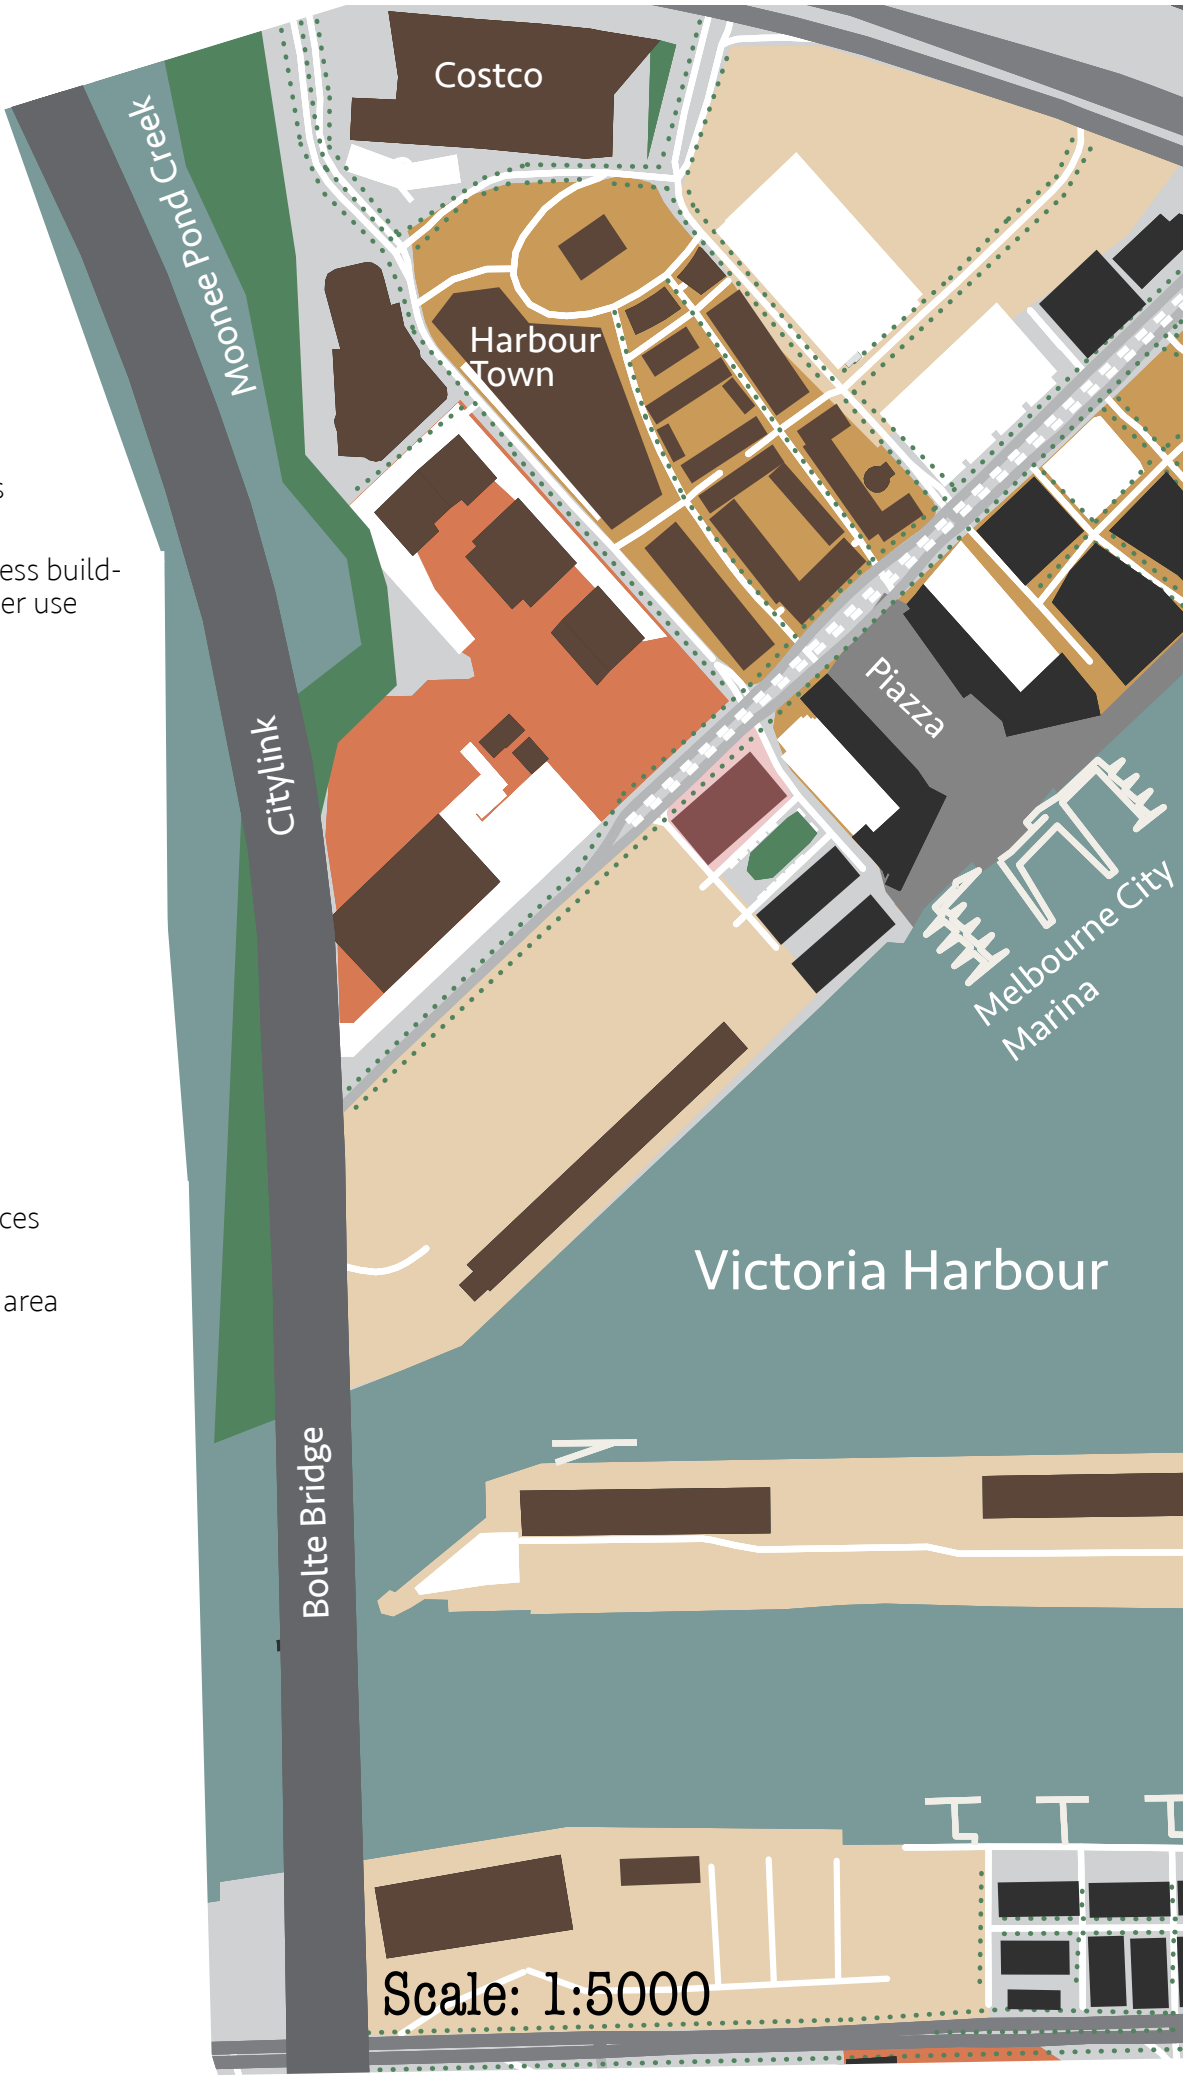 Costco
Moonee Pond Creek
Harbour
Town
s
ess build-
er use
Piazza
Citylink
Melbourne City
Marina
ces
Victoria Harbour
area
Bolte Bridge
Scale: 1:5000